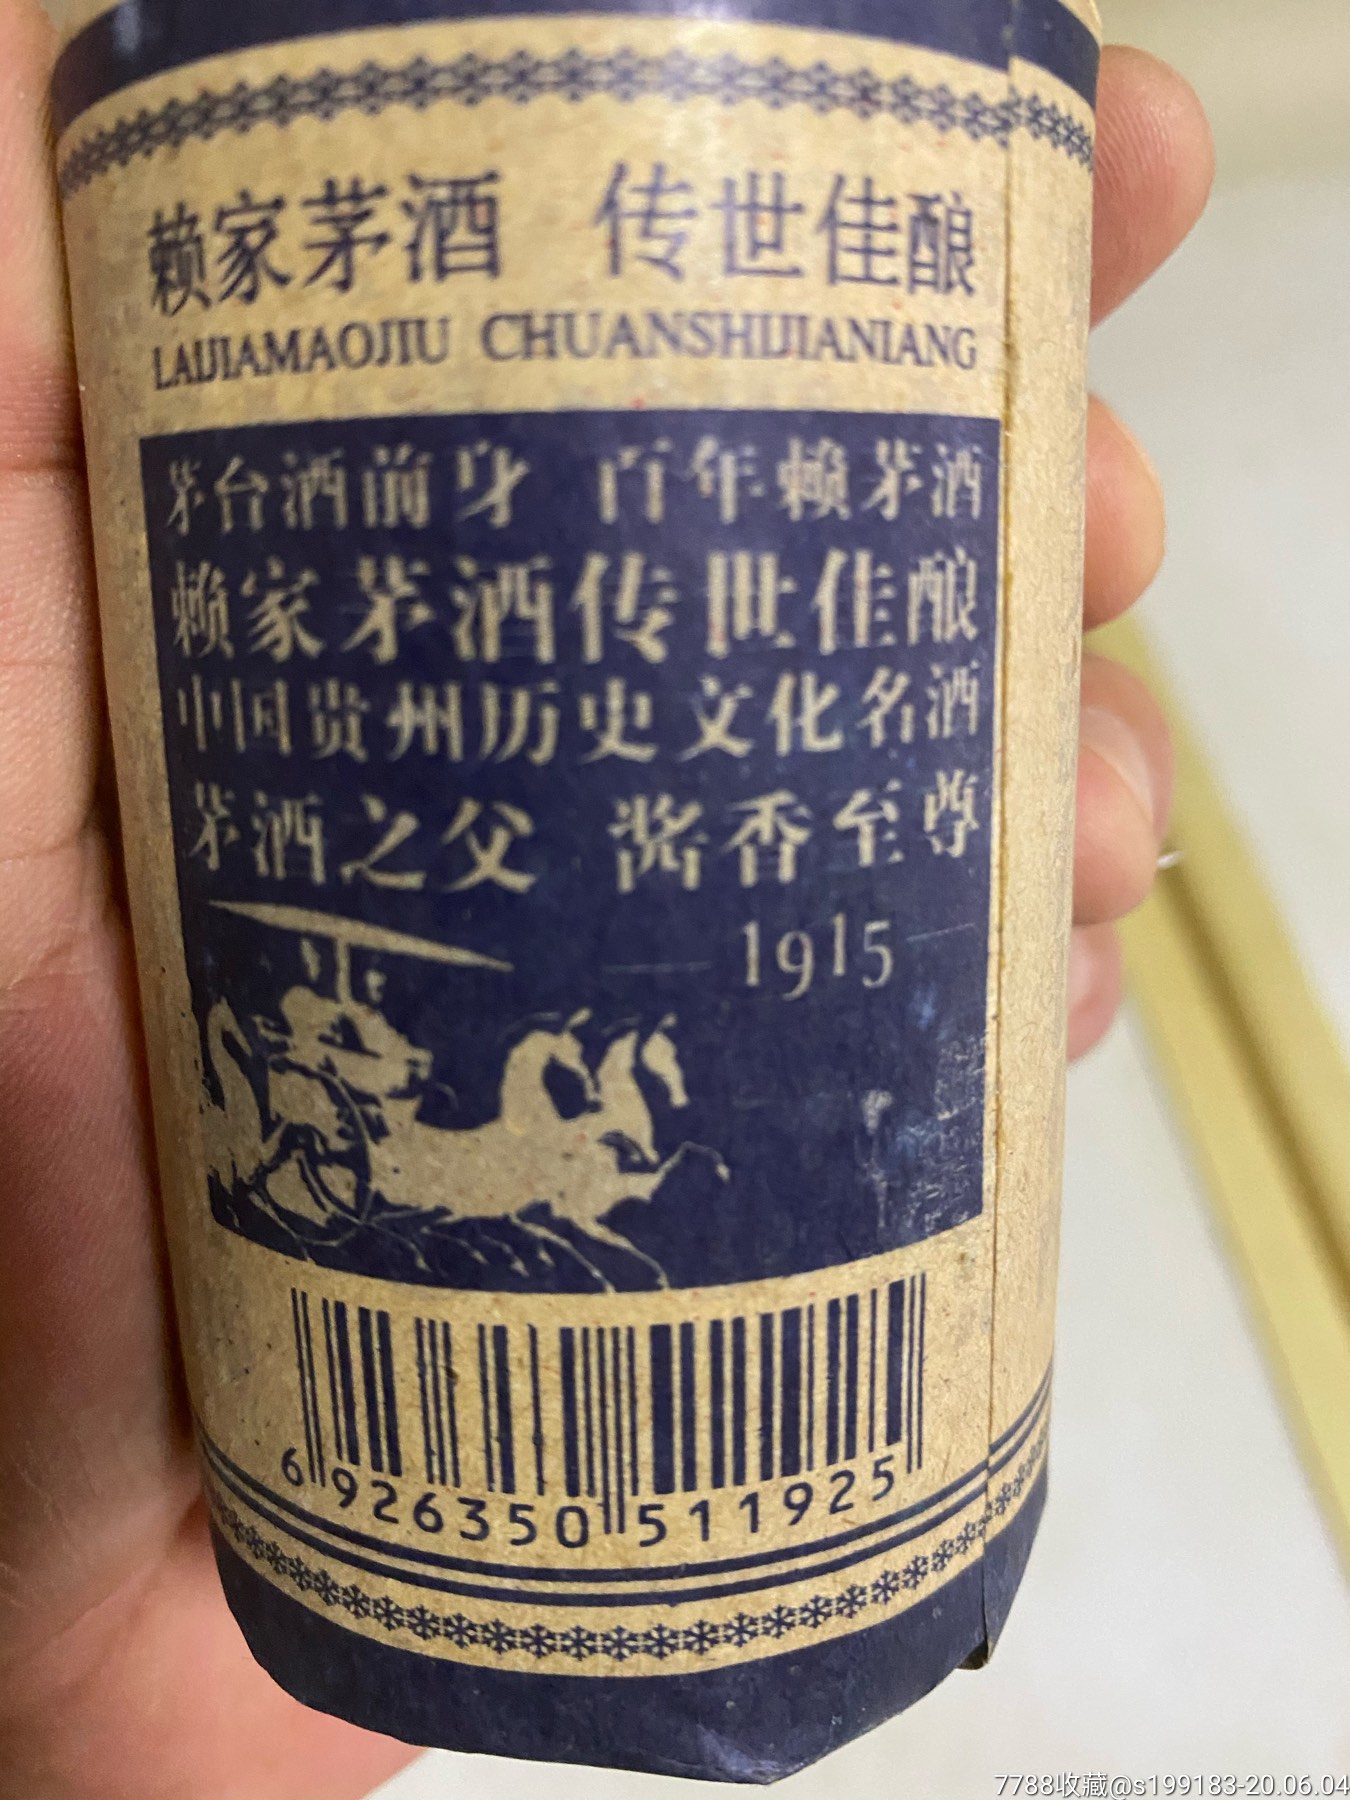 赖家茅酒 传世佳酿
LAIJIAMAOJIU CHUANSHIJIANIANG
茅台酒前身 百年赖茅酒
赖家茅酒传世佳酿
中国贵州历史文化名酒
茅酒之父 酱香至尊
1915
6 926350 511925
7788收藏@s199183-20.06.04